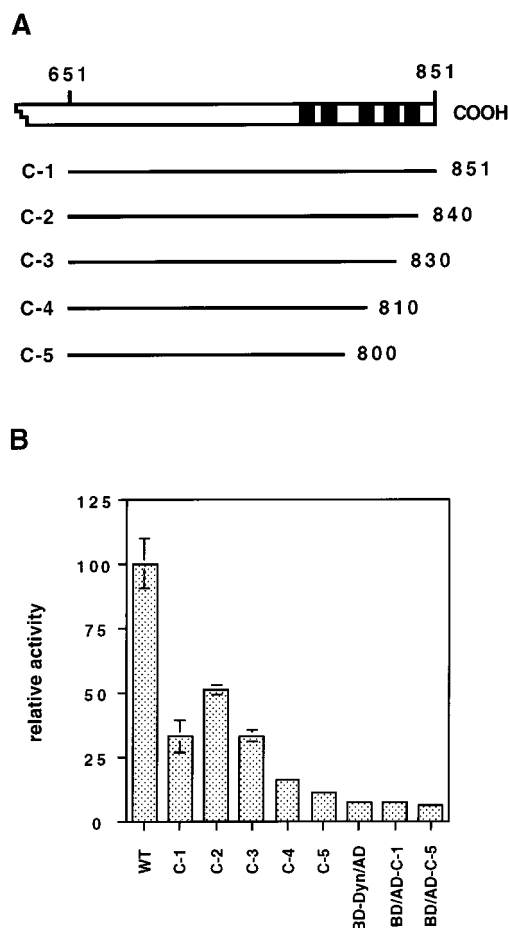 A
651 851
COOH
C-1 851
C-2 840
C-3 830
C-4 810
C-5 800
B
125
100
75
50
25
0
relative activity
WT
C-1
C-2
C-3
C-4
C-5
BD-Dyn/AD
BD/AD-C-1
BD/AD-C-5